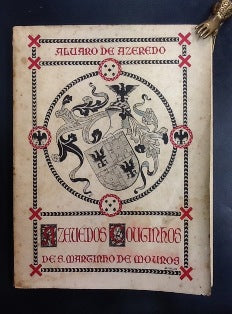 ALVARO DE AZEREDO
AZEVEDOS COUTINHOS
DE S. MARTINHO DE MOUROS